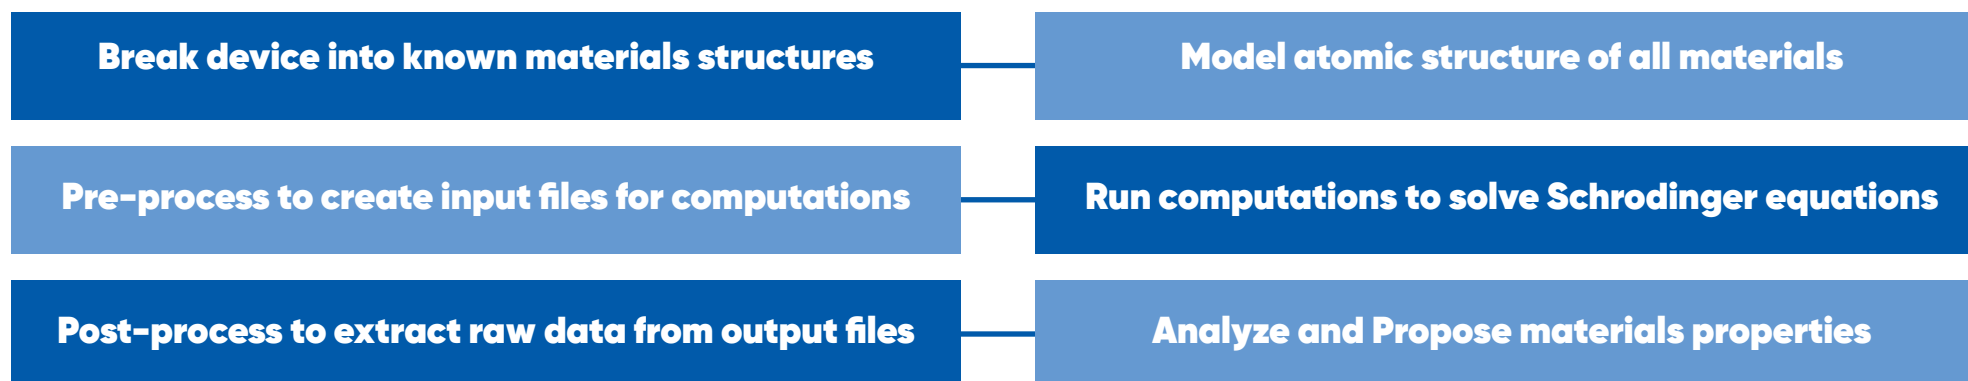 Break device into known materials structures
Model atomic structure of all materials
Pre-process to create input files for computations
Run computations to solve Schrodinger equations
Post-process to extract raw data from output files
Analyze and Propose materials properties